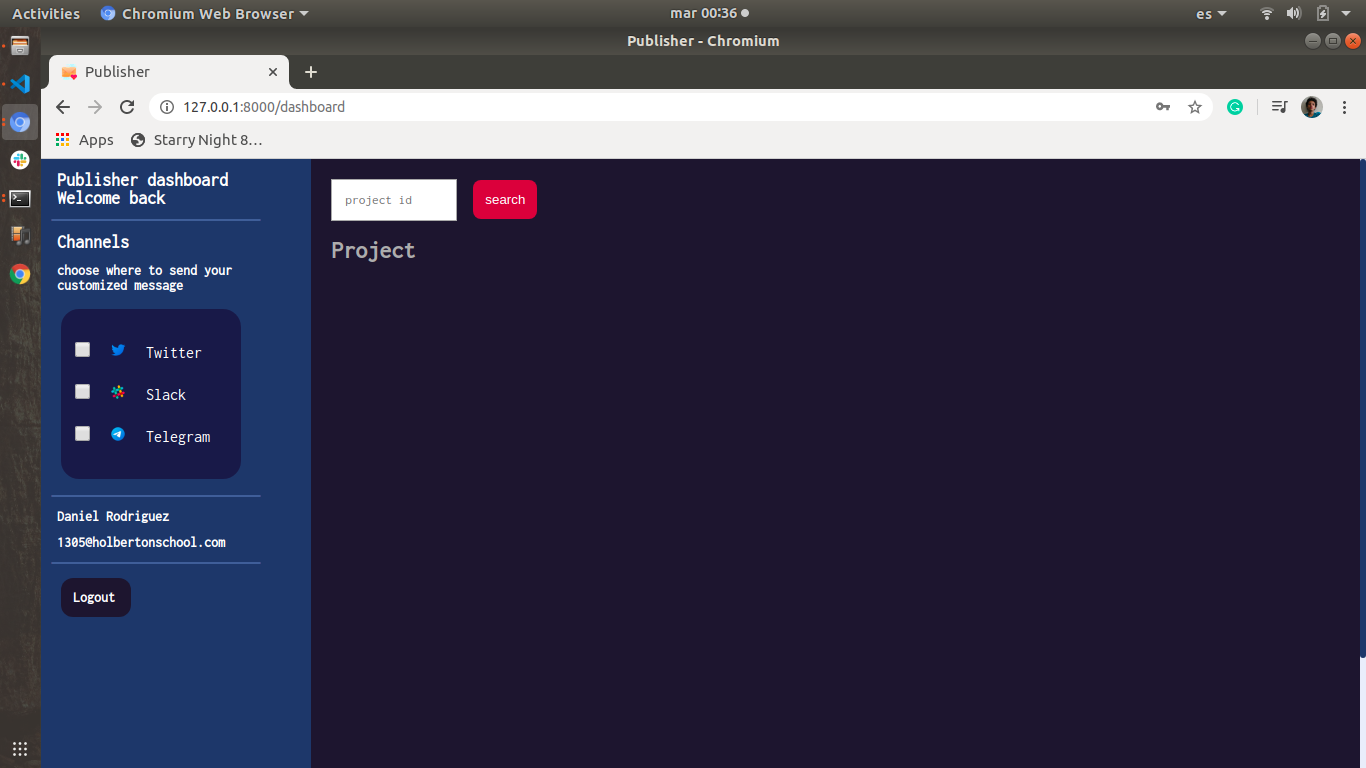 Activities
Chromium Web Browser
mar 00:36
es
Publisher - Chromium
Publisher
127.0.0.1:8000/dashboard
Apps
Starry Night 8…
Publisher dashboard
Welcome back
Channels
choose where to send your
customized message
Twitter
Slack
Telegram
Daniel Rodriguez
1305@holbertonschool.com
Logout
project id
search
Project